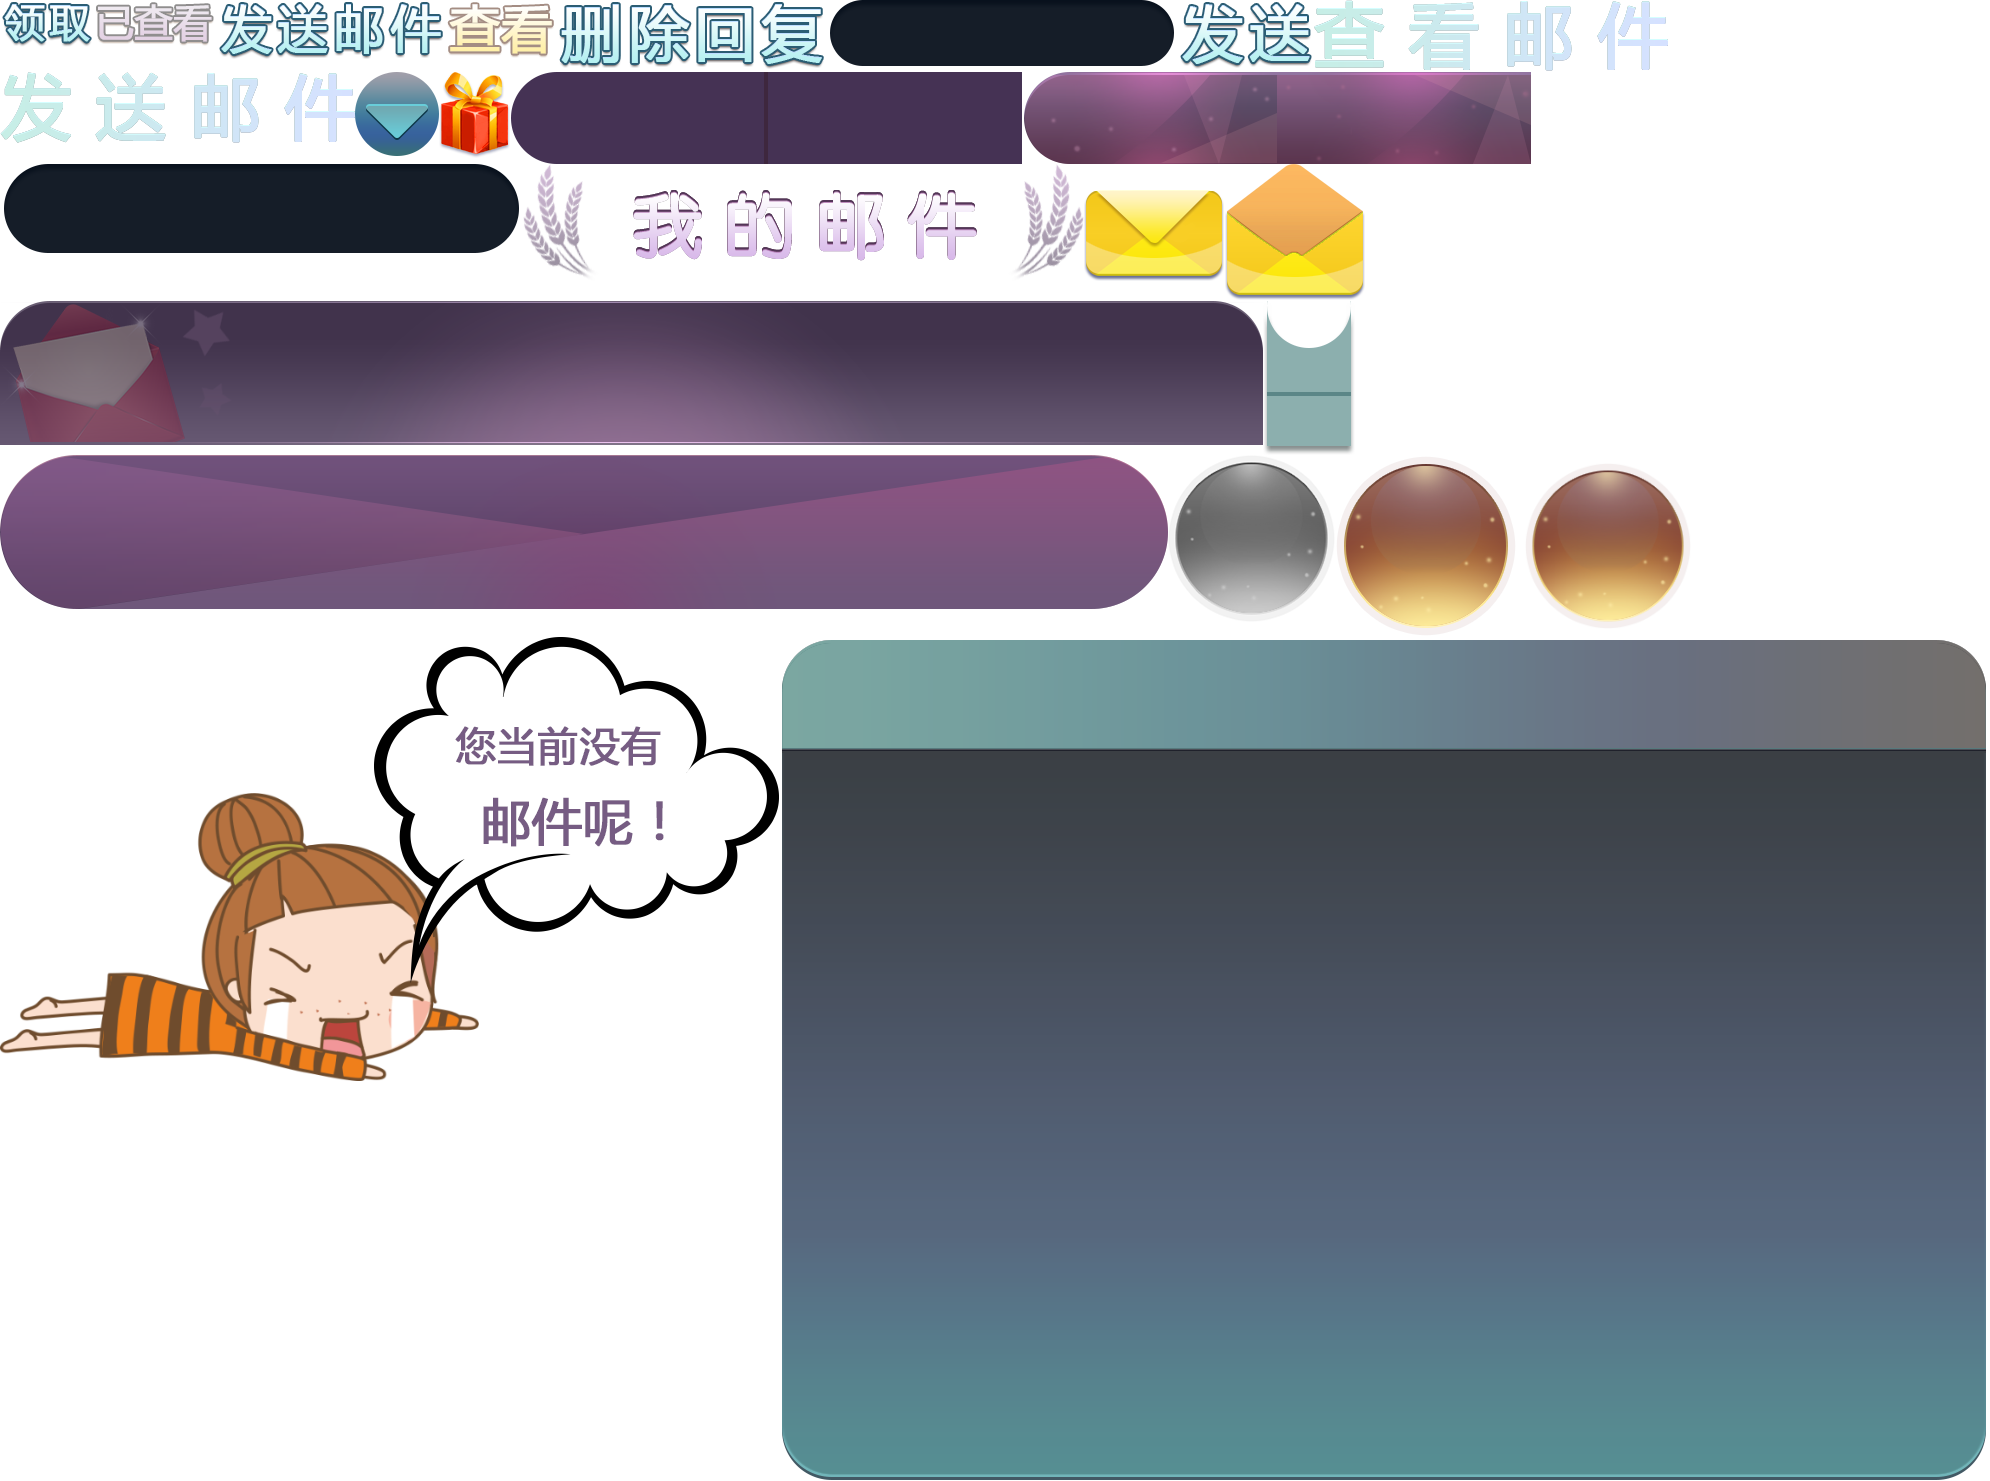 领取 已查看 发送邮件 查看 删除 回复 发送 查看邮件
发送邮件
我的邮件
您当前没有
邮件呢！